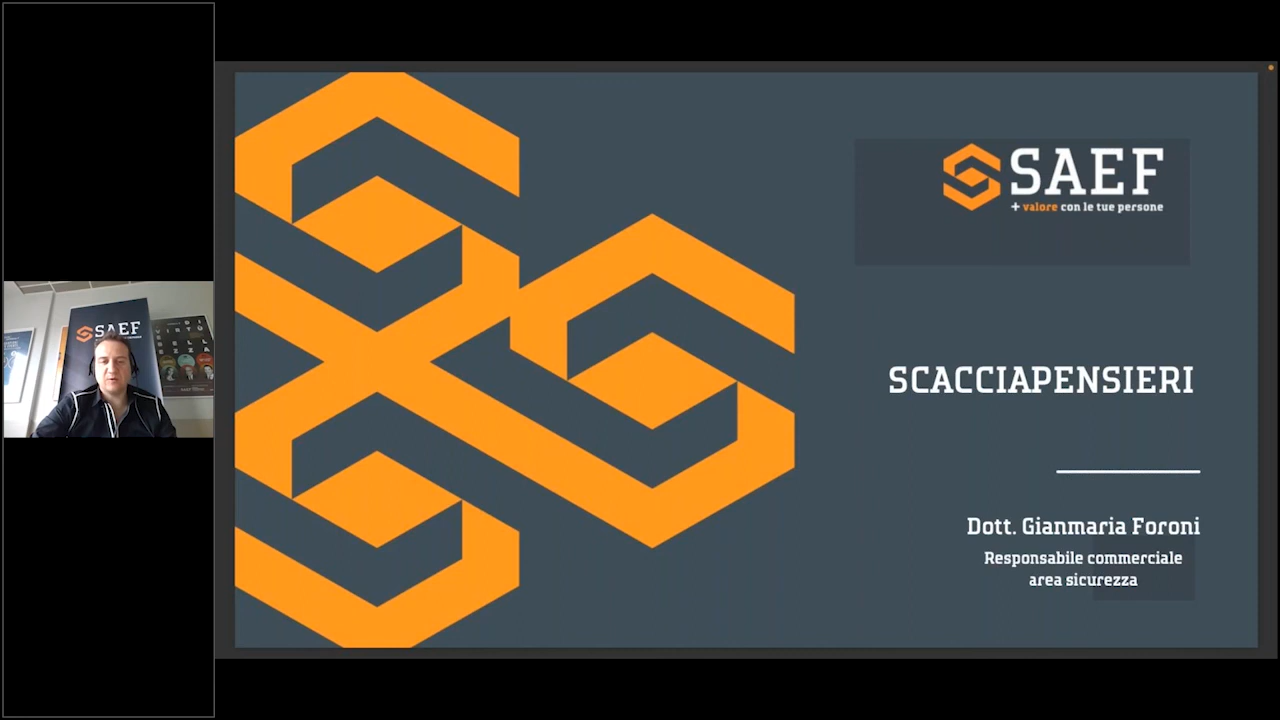 SAEF
+ valore con le tue persone
SCACCIAPENSIERI
Dott. Gianmaria Foroni
Responsabile commerciale
area sicurezza
SAEF